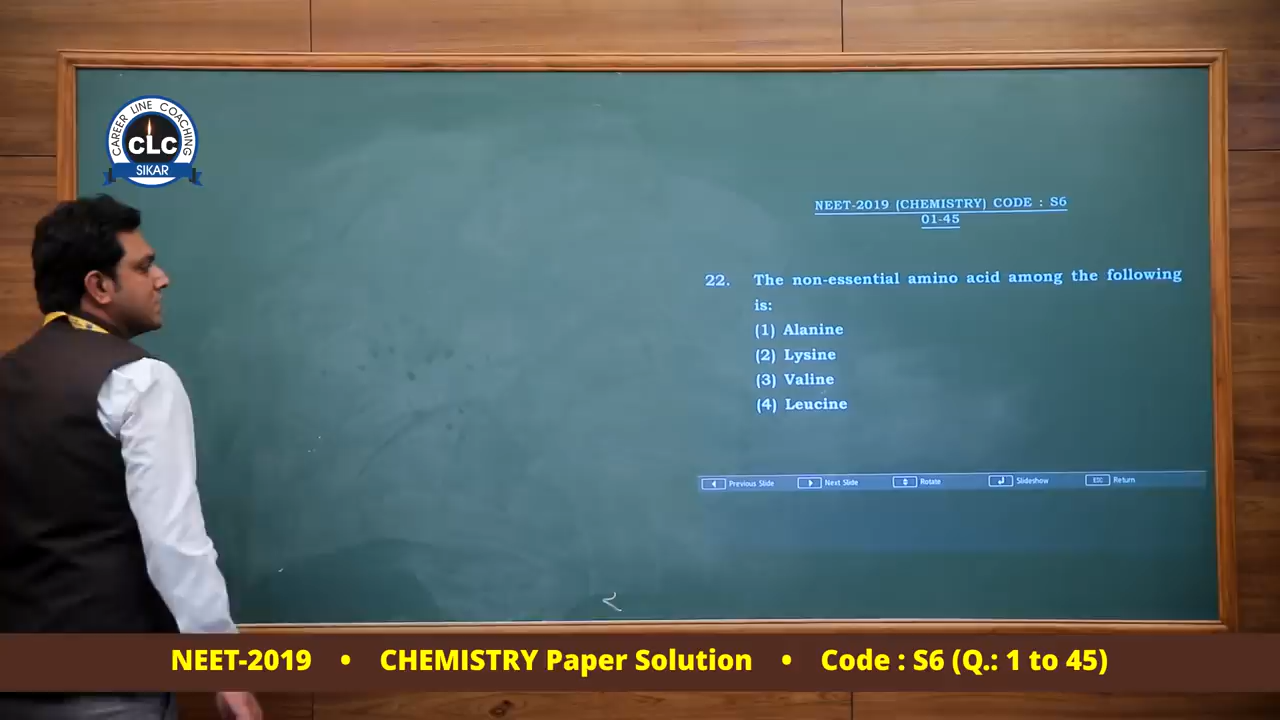 CAREER LINE COACHING
CLC
SIKAR
NEET-2019 (CHEMISTRY) CODE : S6
01-45
22. The non-essential amino acid among the following
is:
(1) Alanine
(2) Lysine
(3) Valine
(4) Leucine
Previous Slide Next Slide Rotate Slideshow ESC Return
NEET-2019 • CHEMISTRY Paper Solution • Code : S6 (Q.: 1 to 45)